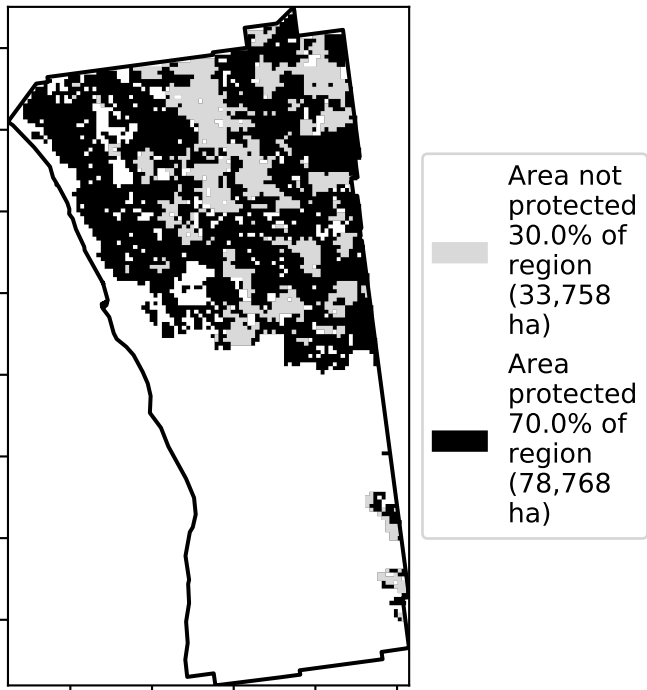 Area not
protected
30.0% of
region
(33,758
ha)
Area
protected
70.0% of
region
(78,768
ha)